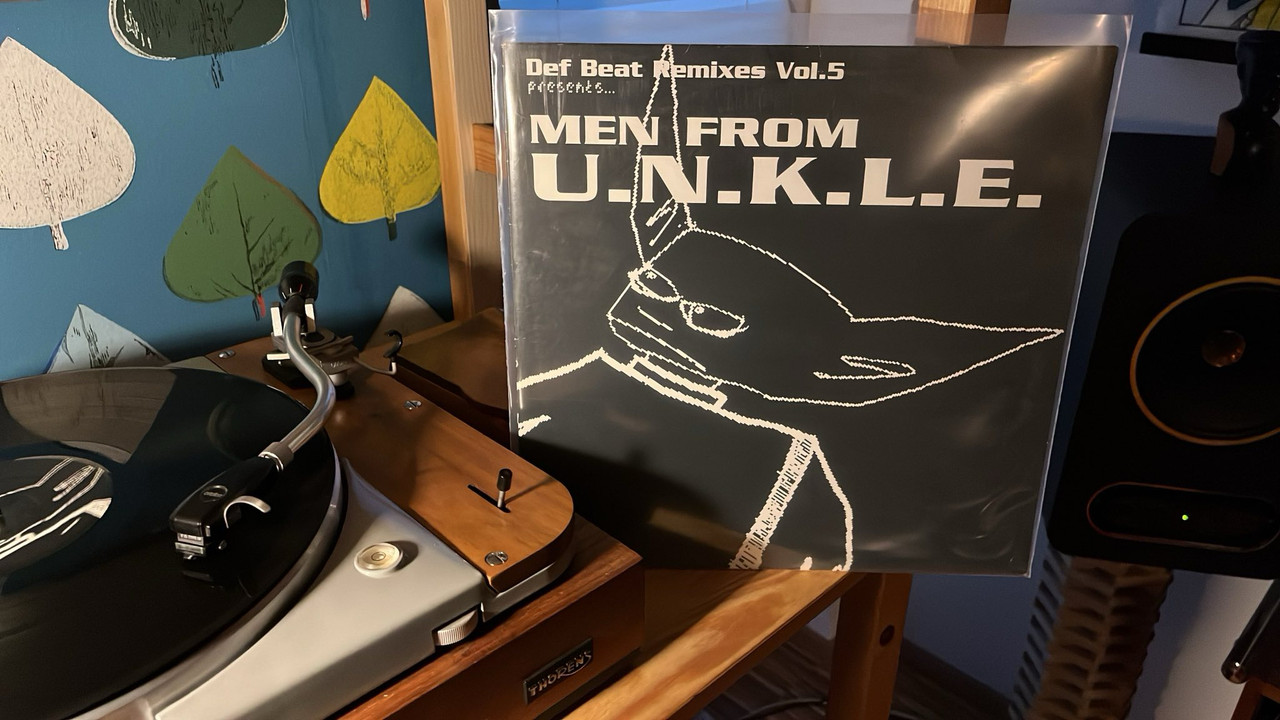 Def Beat Remixes Vol.5
presents...
MEN FROM
U.N.K.L.E.
THORENS